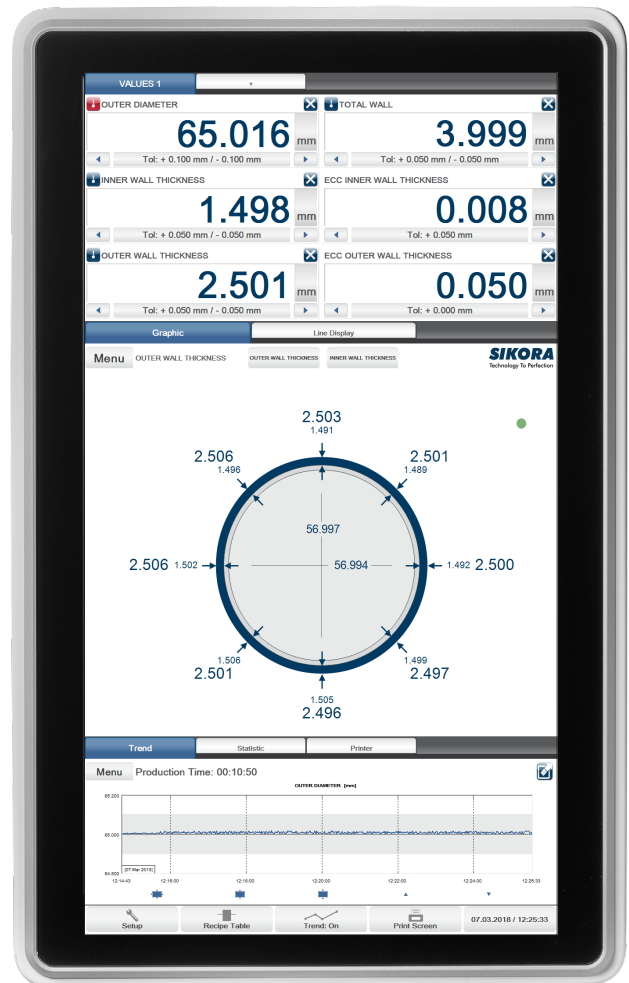 VALUES 1 +
OUTER DIAMETER TOTAL WALL
65.016 mm 3.999 mm
Tol: + 0.100 mm / - 0.100 mm Tol: + 0.050 mm / - 0.050 mm
INNER WALL THICKNESS ECC INNER WALL THICKNESS
1.498 mm 0.008 mm
Tol: + 0.050 mm / - 0.050 mm Tol: + 0.050 mm
OUTER WALL THICKNESS ECC OUTER WALL THICKNESS
2.501 mm 0.050 mm
Tol: + 0.050 mm / - 0.050 mm Tol: + 0.000 mm
Graphic Line Display
Menu OUTER WALL THICKNESS OUTER WALL THICKNESS INNER WALL THICKNESS SIKORA
Technology To Perfection
2.503
1.491
2.506 2.501
1.496 1.489
56.997
2.506 1.502 56.994 1.492 2.500
1.506 1.499
2.501 2.497
1.505
2.496
Trend Statistic Printer
Menu Production Time: 00:10:50
OUTER DIAMETER [mm]
65.200
65.000
[07.Mar 2018]
64.800
12:14:43 12:16:00 12:18:00 12:20:00 12:22:00 12:24:00 12:25:33
Setup Recipe Table Trend: On Print Screen 07.03.2018 / 12:25:33